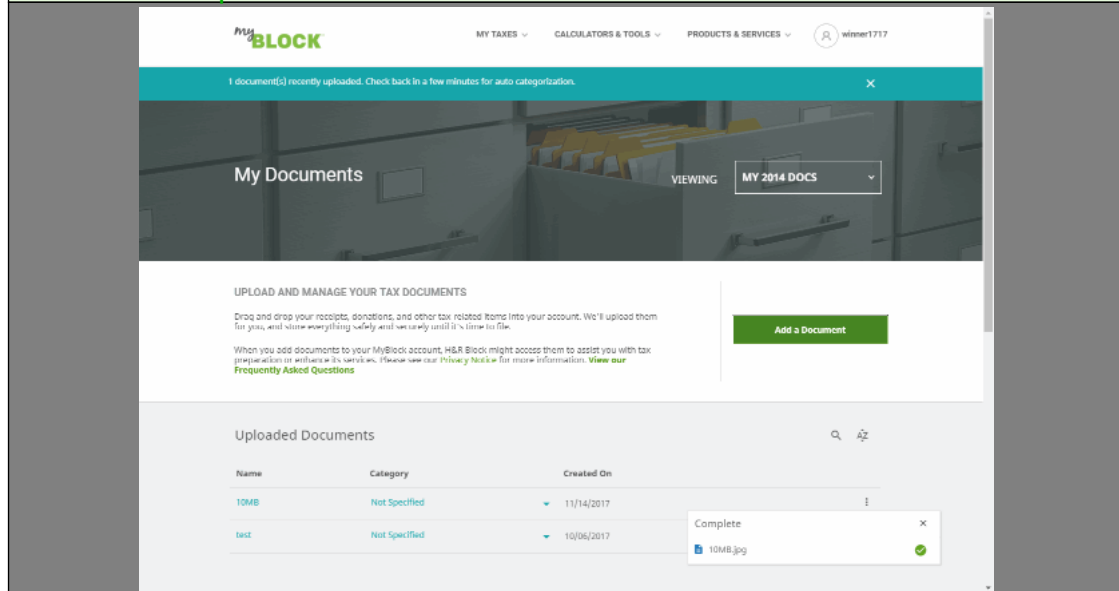 my BLOCK
MY TAXES
CALCULATORS & TOOLS
PRODUCTS & SERVICES
winner1717
1 document(s) recently uploaded. Check back in a few minutes for auto categorization.
My Documents
VIEWING
MY 2014 DOCS
UPLOAD AND MANAGE YOUR TAX DOCUMENTS
Drag and drop your receipts, donations, and other tax related items into your account. We'll upload them
for you, and store everything safely and securely until it's time to file.
When you add documents to your MyBlock account, H&R Block might access them to assist you with tax
preparation or enhance its services. Please see our Privacy Notice for more information. View our
Frequently Asked Questions
Add a Document
Uploaded Documents
AZ
Name Category Created On
10MB Not Specified 11/14/2017
test Not Specified 10/06/2017
Complete
10MB.jpg